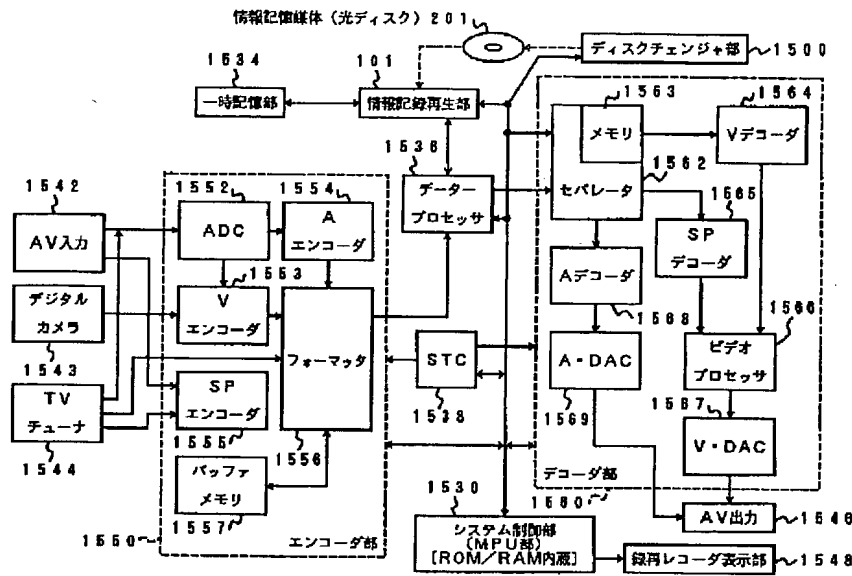 情報記憶媒体（光ディスク）201
ディスクチェンジャ部
1500
1534
101
一時記憶部
情報記録再生部
1563
1564
メモリ
Vデコーダ
1536
1562
1542
1552
1554
データー
プロセッサ
セパレータ
1565
AV入力
ADC
A
エンコーダ
SP
デコーダ
1553
デジタル
カメラ
V
エンコーダ
Aデコーダ
1566
1568
1543
フォーマッタ
STC
A・DAC
ビデオ
プロセッサ
TV
チューナ
SP
エンコーダ
1538
1567
1569
1555
1556
V・DAC
1544
バッファ
メモリ
1530
デコーダ部
1560
1557
システム制御部
(MPU部)
[ROM／RAM内蔵]
AV出力
1546
1550
エンコーダ部
録再レコーダ表示部
1548